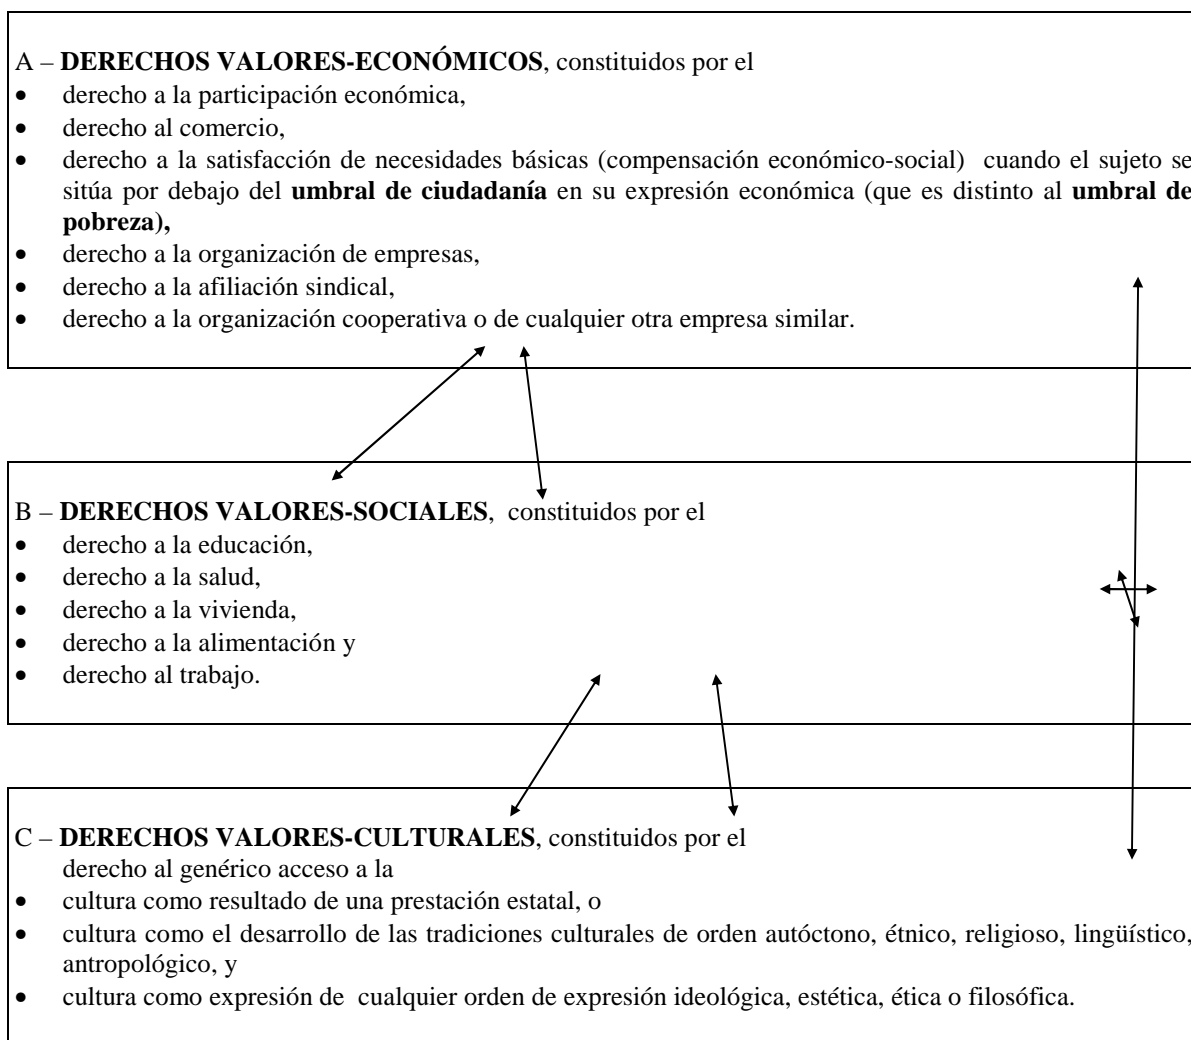 A – DERECHOS VALORES-ECONÓMICOS, constituidos por el
• derecho a la participación económica,
• derecho al comercio,
• derecho a la satisfacción de necesidades básicas (compensación económico-social) cuando el sujeto se
sitúa por debajo del umbral de ciudadanía en su expresión económica (que es distinto al umbral de
pobreza),
• derecho a la organización de empresas,
• derecho a la afiliación sindical,
• derecho a la organización cooperativa o de cualquier otra empresa similar.
B – DERECHOS VALORES-SOCIALES, constituidos por el
• derecho a la educación,
• derecho a la salud,
• derecho a la vivienda,
• derecho a la alimentación y
• derecho al trabajo.
C – DERECHOS VALORES-CULTURALES, constituidos por el
derecho al genérico acceso a la
• cultura como resultado de una prestación estatal, o
• cultura como el desarrollo de las tradiciones culturales de orden autóctono, étnico, religioso, lingüístico,
antropológico, y
• cultura como expresión de cualquier orden de expresión ideológica, estética, ética o filosófica.